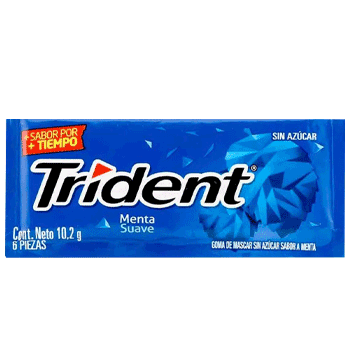 + SABOR POR
+ TIEMPO
SIN AZÚCAR
Trident®
Menta
Suave
Cont. Neto 10.2 g
6 PIEZAS
GOMA DE MASCAR SIN AZÚCAR SABOR A MENTA